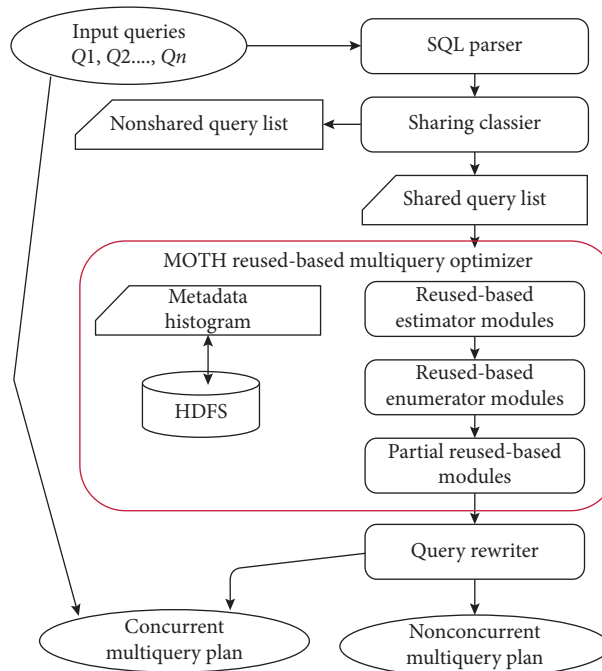 Input queries
Q1, Q2...., Qn
SQL parser
Nonshared query list
Sharing classier
Shared query list
MOTH reused-based multiquery optimizer
Metadata
histogram
HDFS
Reused-based
estimator modules
Reused-based
enumerator modules
Partial reused-based
modules
Query rewriter
Concurrent
multiquery plan
Nonconcurrent
multiquery plan